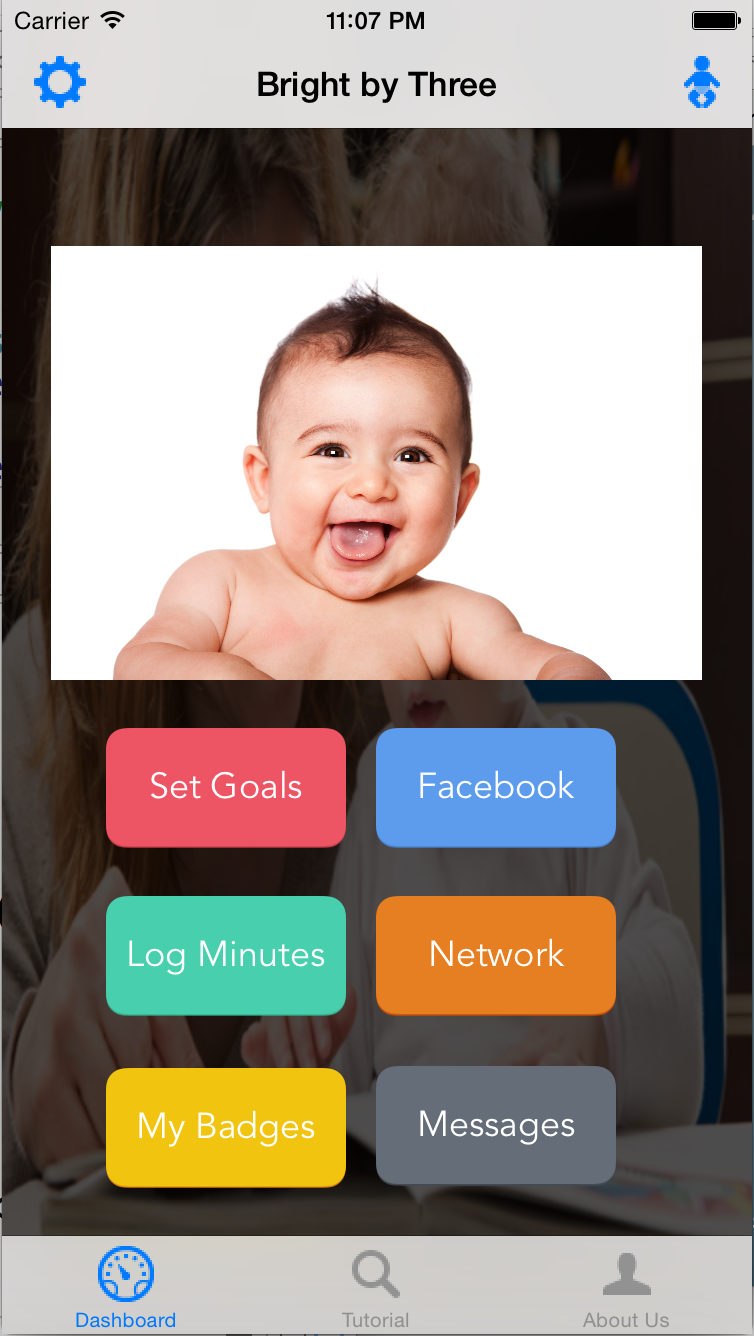 Carrier 11:07 PM
Bright by Three
Set Goals Facebook
Log Minutes Network
My Badges Messages
Dashboard Tutorial About Us